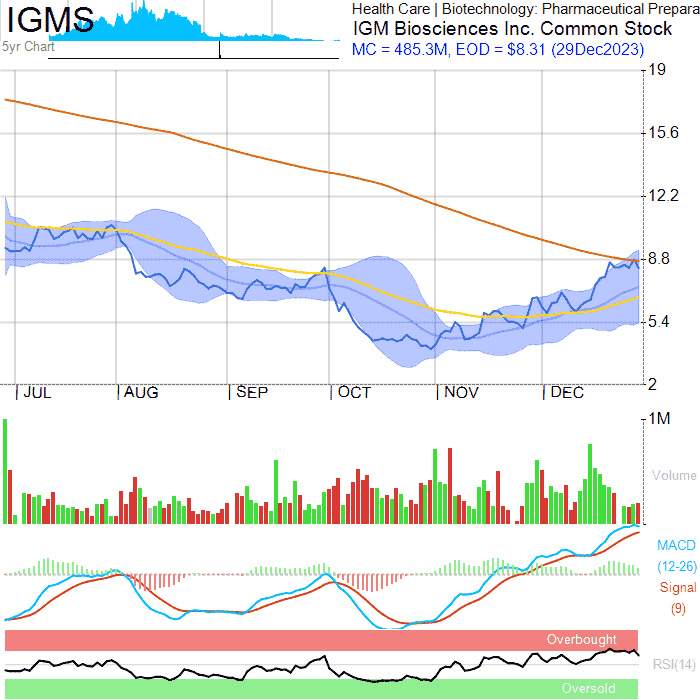 IGMS
5yr Chart
Health Care | Biotechnology: Pharmaceutical Prepara
IGM Biosciences Inc. Common Stock
MC = 485.3M, EOD = $8.31 (29Dec2023)
19
15.6
12.2
8.8
5.4
2
JUL AUG SEP OCT NOV DEC
1M
Volume
MACD
(12-26)
Signal
(9)
Overbought
RSI(14)
Oversold